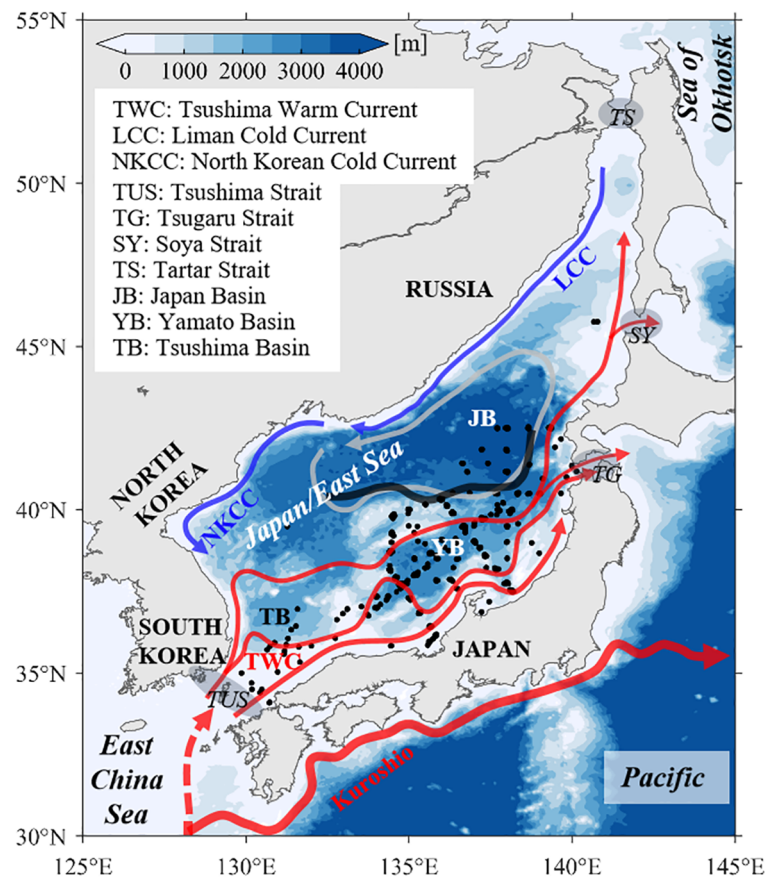 55°N
[m]
0 1000 2000 3000 4000
Sea of
Okhotsk
TWC: Tsushima Warm Current
LCC: Liman Cold Current
NKCC: North Korean Cold Current
TUS: Tsushima Strait
TG: Tsugaru Strait
SY: Soya Strait
TS: Tartar Strait
JB: Japan Basin
YB: Yamato Basin
TB: Tsushima Basin
TS
50°N
LCC
RUSSIA
45°N
SY
JB
NORTH
KOREA
Japan/East Sea
TG
40°N
NKCC
YB
TB
SOUTH
KOREA
TWC
JAPAN
35°N
TUS
East
China
Sea
Kuroshio
Pacific
30°N
125°E 130°E 135°E 140°E 145°E